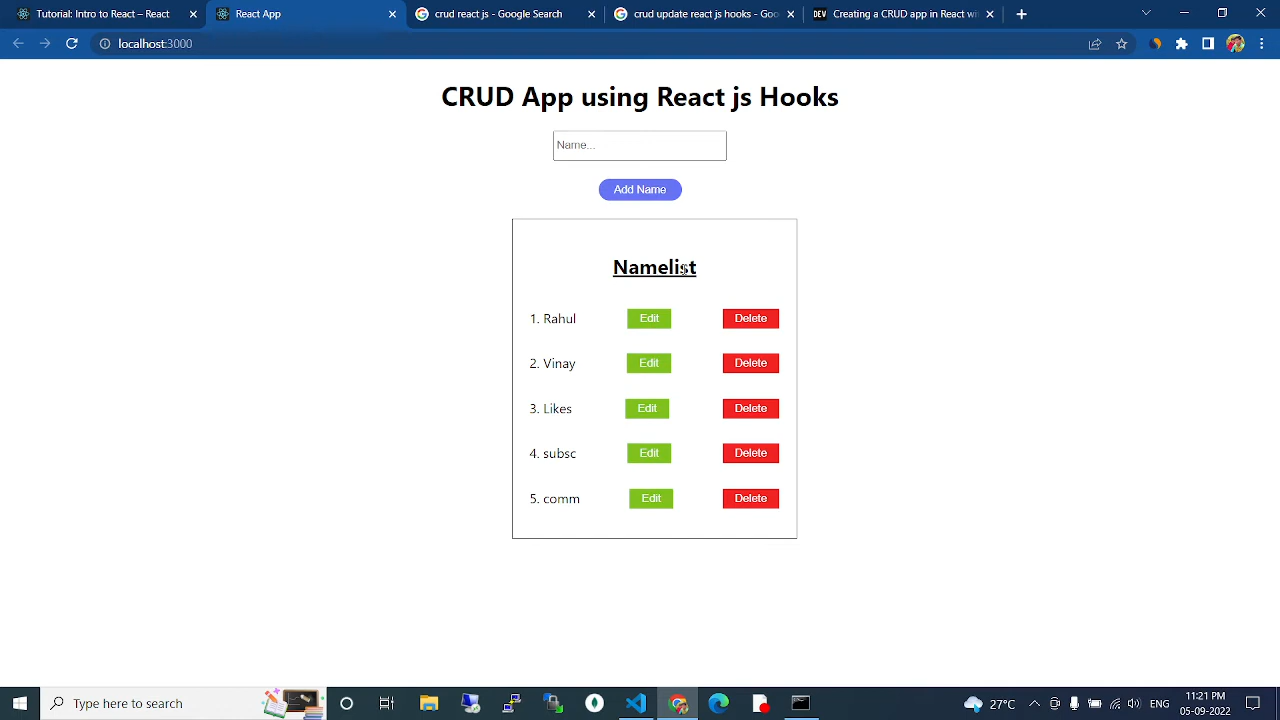 Tutorial: Intro to React – React
React App
crud react js - Google Search
crud update react js hooks - Goo
Creating a CRUD app in React wit
localhost:3000
CRUD App using React js Hooks
Name...
Add Name
Namelist
1. Rahul Edit Delete
2. Vinay Edit Delete
3. Likes Edit Delete
4. subsc Edit Delete
5. comm Edit Delete
Type here to search
ENG
11:21 PM
05-09-2022